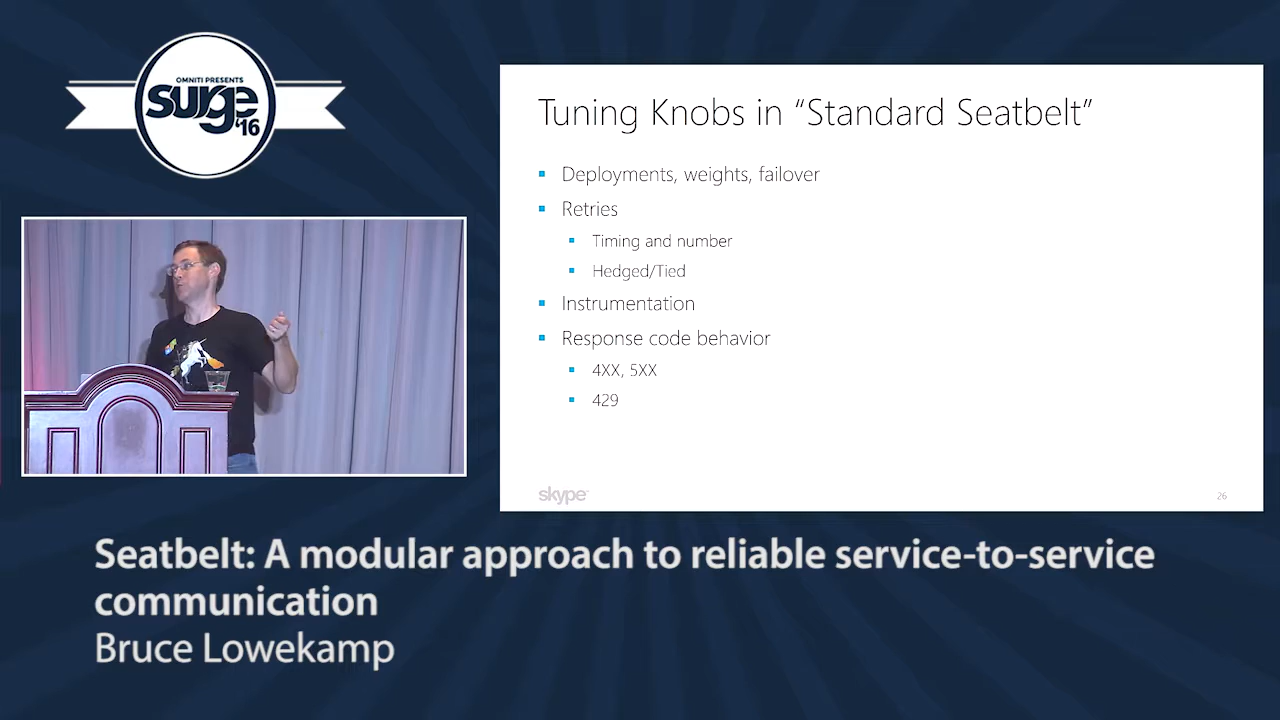 OMNITI PRESENTS
surge
'16
Tuning Knobs in “Standard Seatbelt”
Deployments, weights, failover
Retries
Timing and number
Hedged/Tied
Instrumentation
Response code behavior
4XX, 5XX
429
skype
26
Seatbelt: A modular approach to reliable service-to-service
communication
Bruce Lowekamp